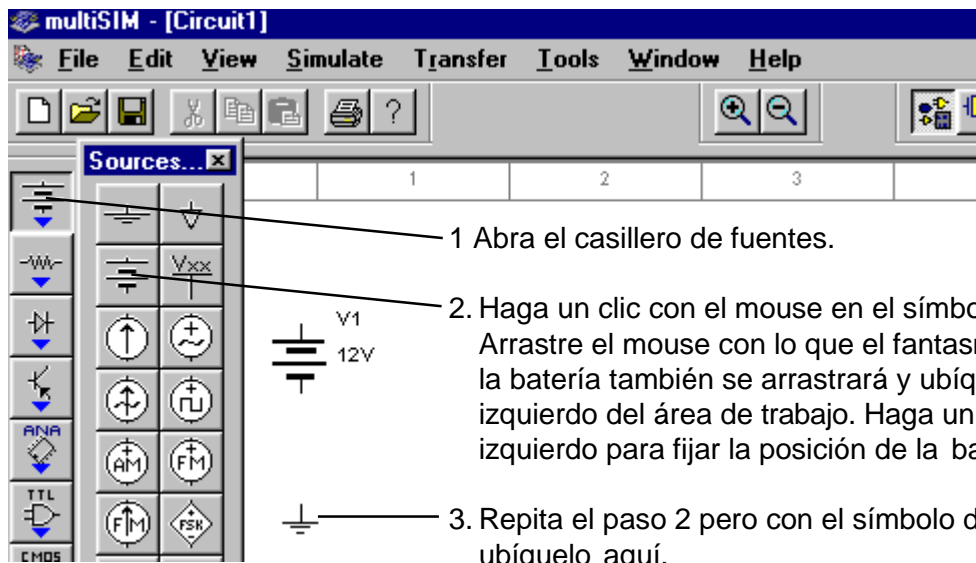 multiSIM - [Circuit1]
File Edit View Simulate Transfer Tools Window Help
?
Sources...
1 2 3
1 Abra el casillero de fuentes.
Vxx
2. Haga un clic con el mouse en el símbo
V1
Arrastre el mouse con lo que el fantas
12V
la batería también se arrastrará y ubíq
izquierdo del área de trabajo. Haga un
izquierdo para fijar la posición de la ba
ANA
AM FM
TTL
FM FSK
3. Repita el paso 2 pero con el símbolo d
ubíquelo aquí.
CMOS